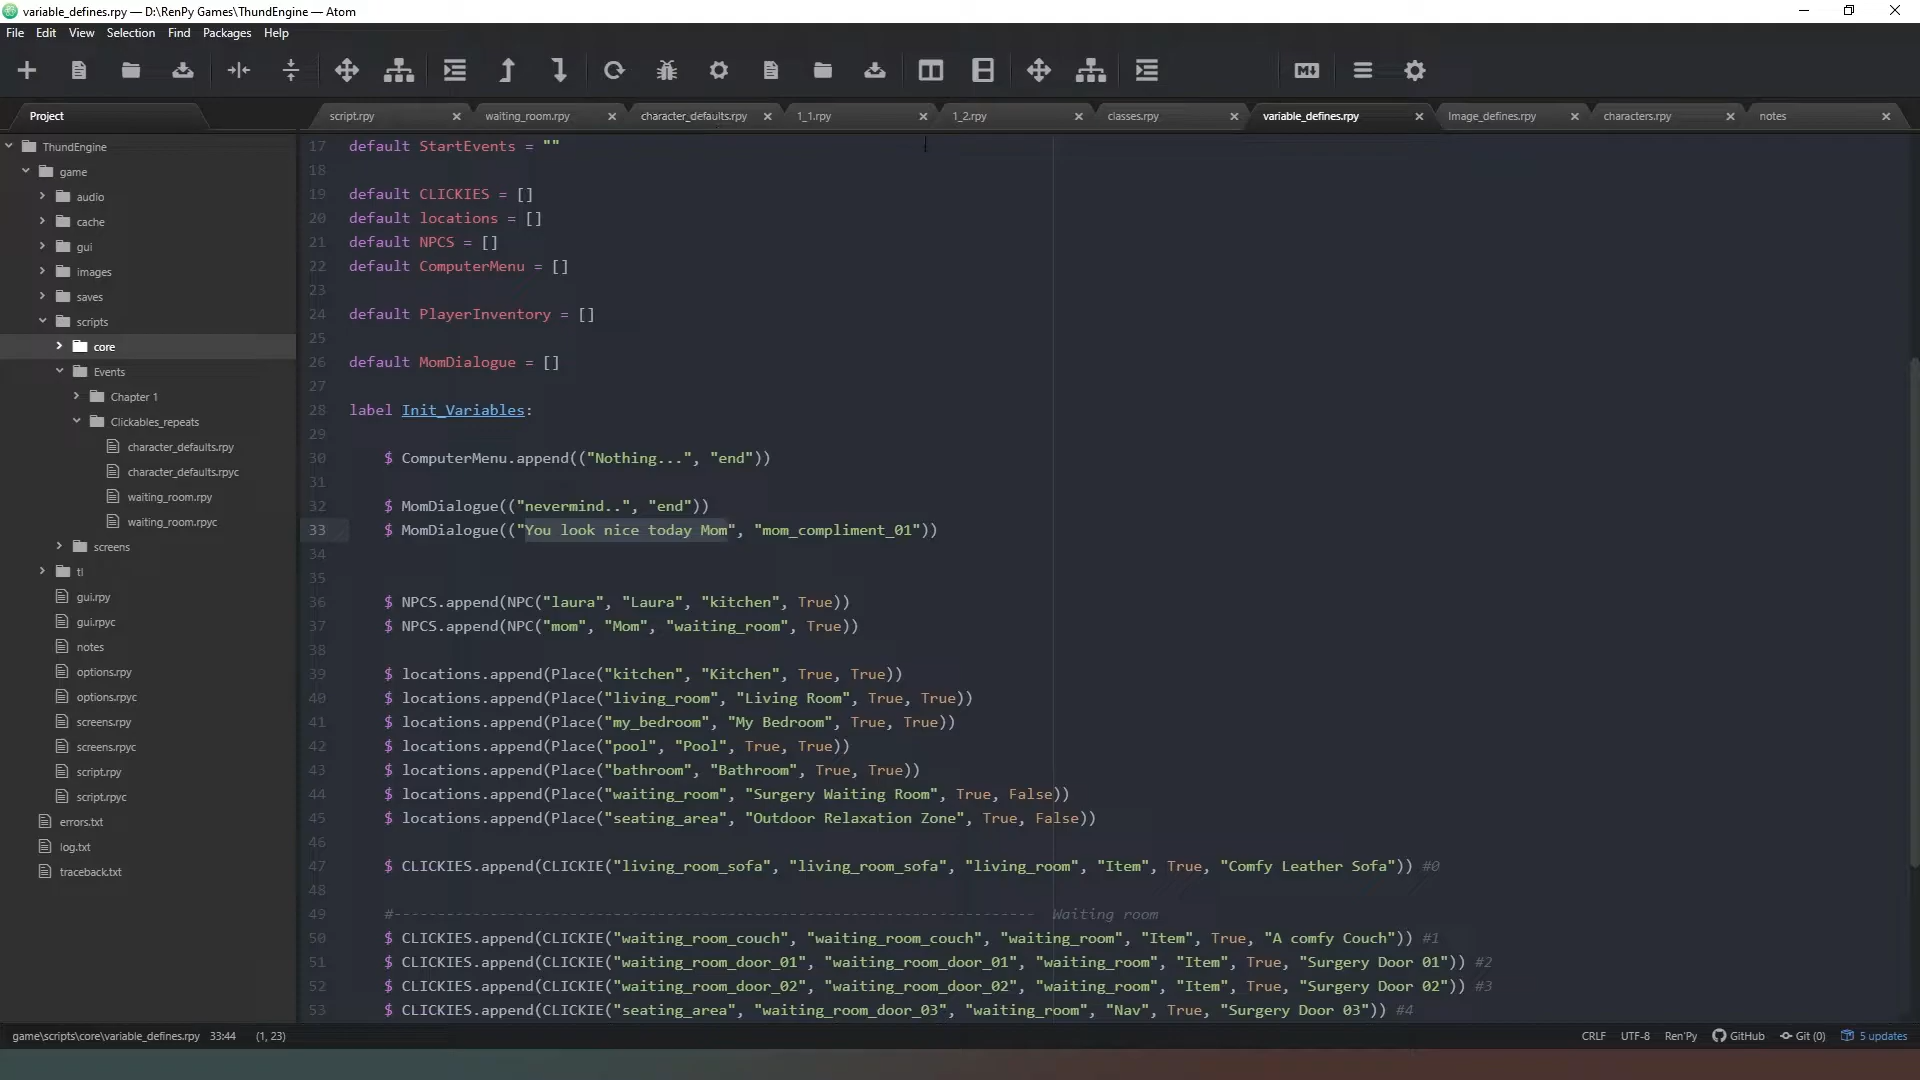 variable_defines.rpy — D:\RenPy Games\ThundEngine — Atom
File Edit View Selection Find Packages Help
Project
script.rpy
waiting_room.rpy
character_defaults.rpy
1_1.rpy
1_2.rpy
classes.rpy
variable_defines.rpy
Image_defines.rpy
characters.rpy
notes
ThundEngine
game
audio
cache
gui
images
saves
scripts
core
Events
Chapter 1
Clickables_repeats
character_defaults.rpy
character_defaults.rpyc
waiting_room.rpy
waiting_room.rpyc
screens
tl
gui.rpy
gui.rpyc
notes
options.rpy
options.rpyc
screens.rpy
screens.rpyc
script.rpy
script.rpyc
errors.txt
log.txt
traceback.txt
17 default StartEvents = ""
18
19 default CLICKIES = []
20 default locations = []
21 default NPCS = []
22 default ComputerMenu = []
23
24 default PlayerInventory = []
25
26 default MomDialogue = []
27
28 label Init_Variables:
29
30 $ ComputerMenu.append(("Nothing...", "end"))
31
32 $ MomDialogue(("nevermind..", "end"))
33 $ MomDialogue(("You look nice today Mom", "mom_compliment_01"))
34
35
36 $ NPCS.append(NPC("laura", "Laura", "kitchen", True))
37 $ NPCS.append(NPC("mom", "Mom", "waiting_room", True))
38
39 $ locations.append(Place("kitchen", "Kitchen", True, True))
40 $ locations.append(Place("living_room", "Living Room", True, True))
41 $ locations.append(Place("my_bedroom", "My Bedroom", True, True))
42 $ locations.append(Place("pool", "Pool", True, True))
43 $ locations.append(Place("bathroom", "Bathroom", True, True))
44 $ locations.append(Place("waiting_room", "Surgery Waiting Room", True, False))
45 $ locations.append(Place("seating_area", "Outdoor Relaxation Zone", True, False))
46
47 $ CLICKIES.append(CLICKIE("living_room_sofa", "living_room_sofa", "living_room", "Item", True, "Comfy Leather Sofa")) #0
48
49 #------------------------------------------------------------------------- Waiting room
50 $ CLICKIES.append(CLICKIE("waiting_room_couch", "waiting_room_couch", "waiting_room", "Item", True, "A comfy Couch")) #1
51 $ CLICKIES.append(CLICKIE("waiting_room_door_01", "waiting_room_door_01", "waiting_room", "Item", True, "Surgery Door 01")) #2
52 $ CLICKIES.append(CLICKIE("waiting_room_door_02", "waiting_room_door_02", "waiting_room", "Item", True, "Surgery Door 02")) #3
53 $ CLICKIES.append(CLICKIE("seating_area", "waiting_room_door_03", "waiting_room", "Nav", True, "Surgery Door 03")) #4
game\scripts\core\variable_defines.rpy 33:44 (1, 23)
CRLF UTF-8 Ren'Py GitHub Git (0) 5 updates